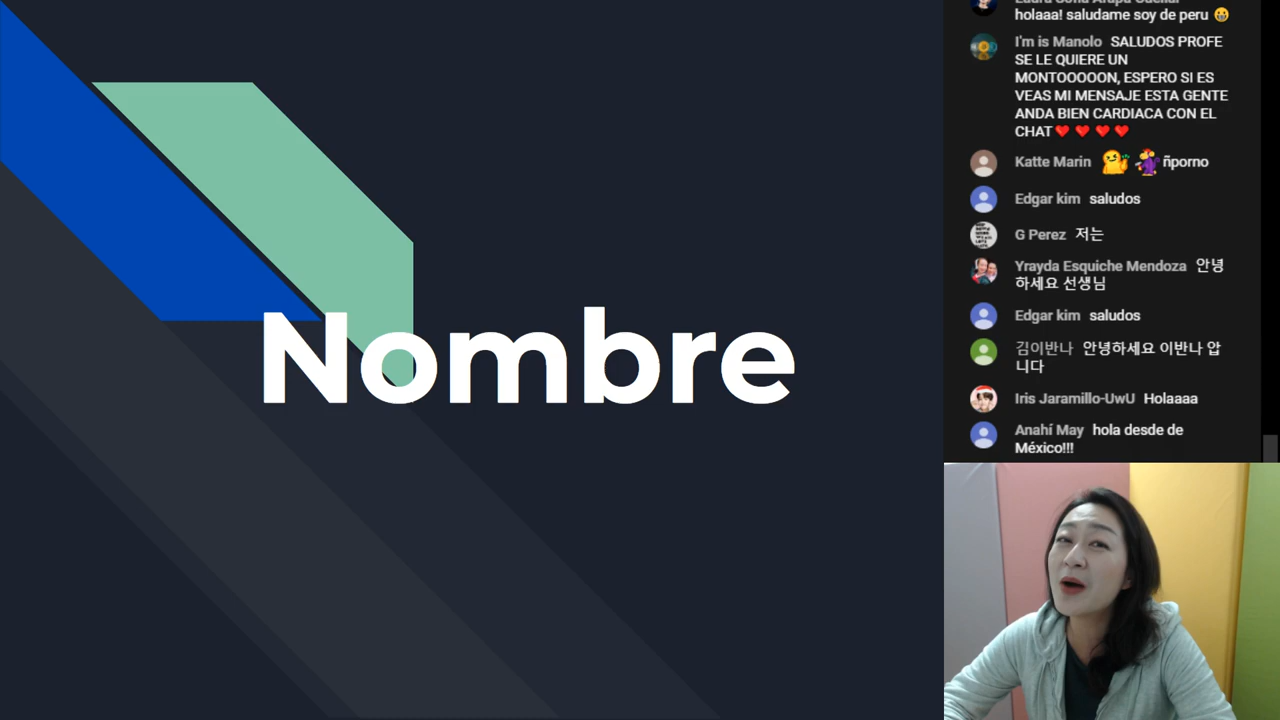 Nombre
holaaa! saludame soy de peru
I'm is Manolo SALUDOS PROFE
SE LE QUIERE UN
MONTOOOOON, ESPERO SI ES
VEAS MI MENSAJE ESTA GENTE
ANDA BIEN CARDIACA CON EL
CHAT
Katte Marin ñporno
Edgar kim saludos
G Perez 저는
Yrayda Esquiche Mendoza 안녕
하세요 선생님
Edgar kim saludos
김이반나 안녕하세요 이반나 압
니다
Iris Jaramillo-UwU Holaaaa
Anahí May hola desde de
México!!!